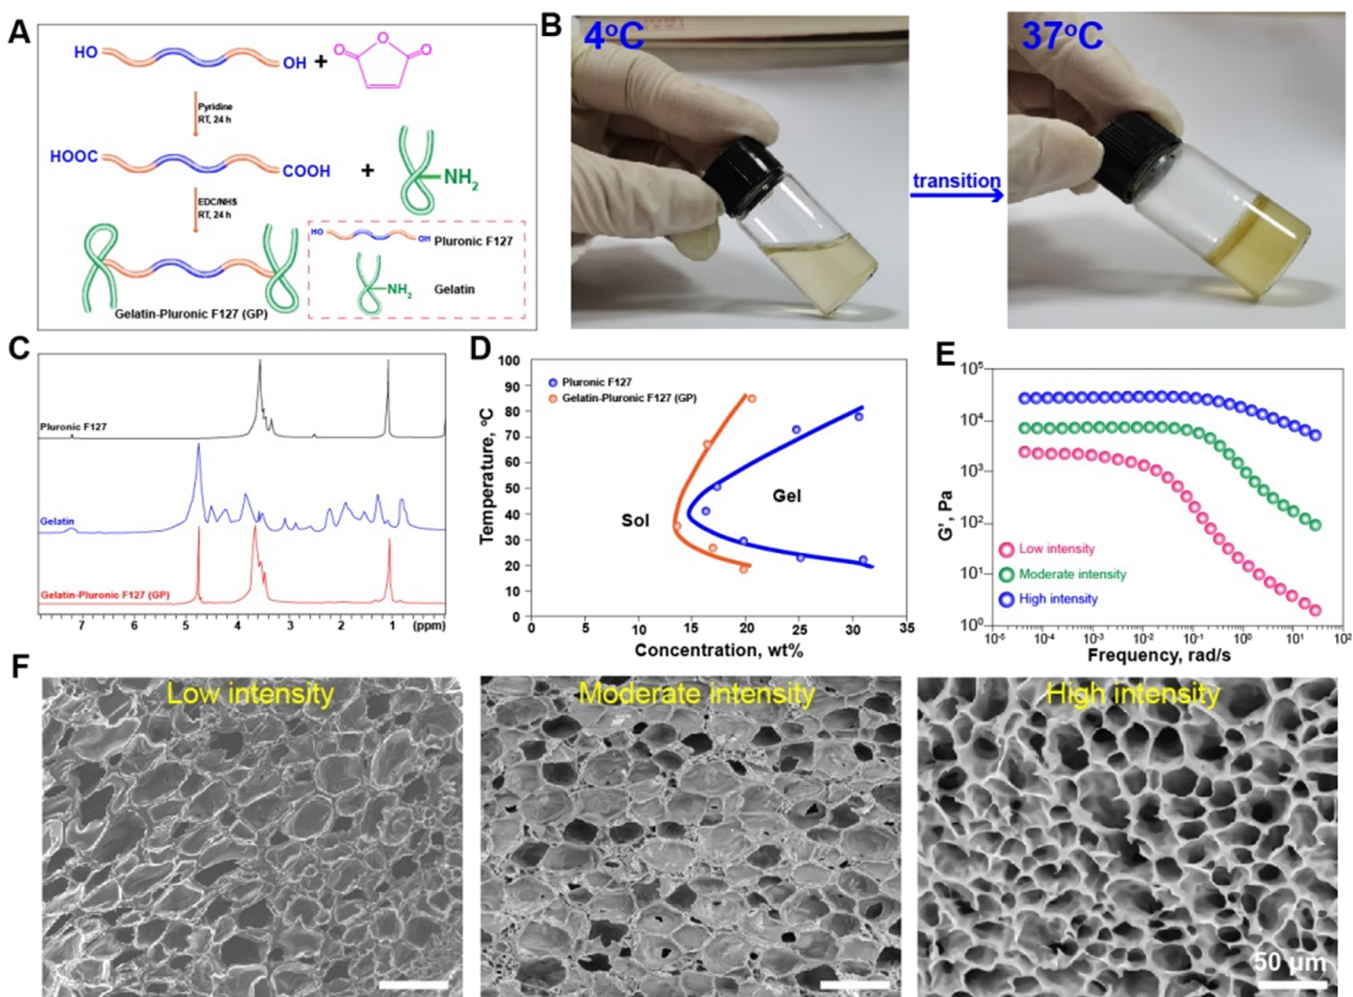 A
HO
OH
+
O
O
O
Pyridine
RT, 24 h
HOOC
COOH
+
NH2
EDC/NHS
RT, 24 h
HO
OH
Pluronic F127
NH2
Gelatin
Gelatin-Pluronic F127 (GP)
B
4°C
transition
37°C
C
Pluronic F127
Gelatin
Gelatin-Pluronic F127 (GP)
7 6 5 4 3 2 1 (ppm)
D
100
90
80
70
60
50
40
30
20
10
0
Temperature, °C
Pluronic F127
Gelatin-Pluronic F127 (GP)
Sol
Gel
0 5 10 15 20 25 30 35
Concentration, wt%
E
10⁵
10⁴
10³
10²
10¹
10⁰
G', Pa
Low intensity
Moderate intensity
High intensity
10⁻⁵ 10⁻⁴ 10⁻³ 10⁻² 10⁻¹ 10⁰ 10¹ 10²
Frequency, rad/s
F
Low intensity
Moderate intensity
High intensity
50 μm